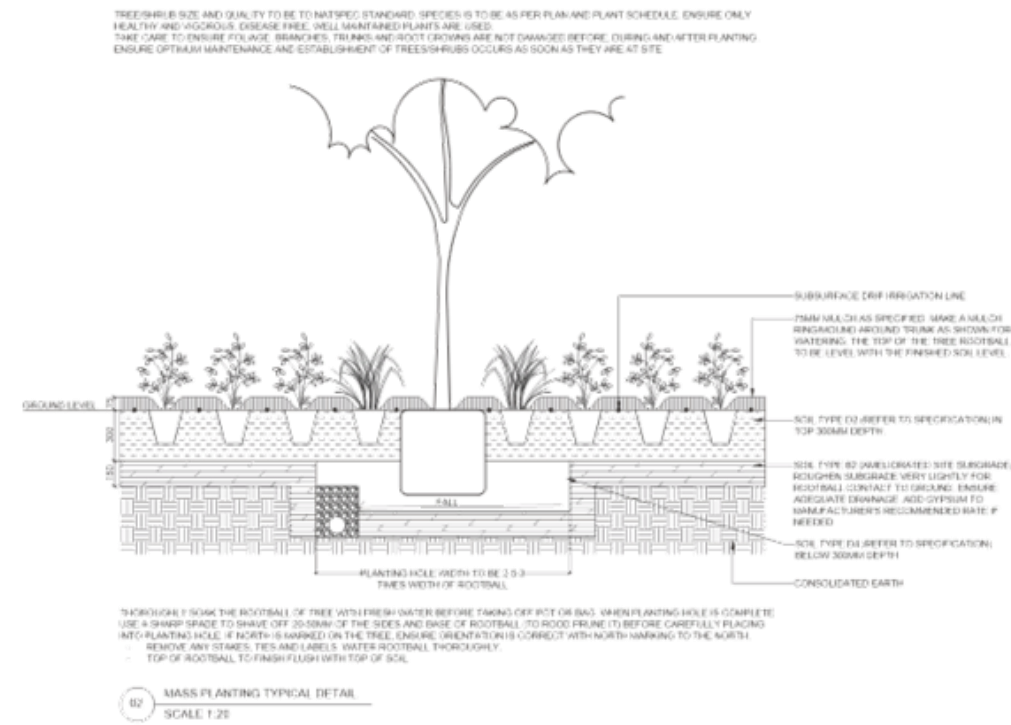 TREE/SHRUB SIZE AND QUALITY TO BE TO NATSPEC STANDARD. SPECIES IS TO BE AS PER PLAN AND PLANT SCHEDULE. ENSURE ONLY
HEALTHY AND VIGOROUS, DISEASE FREE, WELL MAINTAINED PLANTS ARE USED.
TAKE CARE TO ENSURE FOLIAGE, BRANCHES, TRUNKS AND ROOT CROWNS ARE NOT DAMAGED BEFORE, DURING AND AFTER PLANTING
ENSURE OPTIMUM MAINTENANCE AND ESTABLISHMENT OF TREES/SHRUBS OCCURS AS SOON AS THEY ARE AT SITE
SUBSURFACE DRIP IRRIGATION LINE
75MM MULCH AS SPECIFIED. MAKE A MULCH
RING MOUND AROUND TRUNK AS SHOWN FOR
WATERING. THE TOP OF THE TREE ROOTBALL
TO BE LEVEL WITH THE FINISHED SOIL LEVEL.
GROUND LEVEL
75
300
150
SOIL TYPE D2 (REFER TO SPECIFICATION) IN
TOP 300MM DEPTH
SOIL TYPE B2 (AMELIORATED SITE SUBGRADE)
ROUGHEN SUBGRADE VERY LIGHTLY FOR
ROOTBALL CONTACT TO GROUND. ENSURE
ADEQUATE DRAINAGE. ADD GYPSUM TO
MANUFACTURER'S RECOMMENDED RATE IF
NEEDED
FALL
SOIL TYPE (REFER TO SPECIFICATION)
BELOW 300MM DEPTH
CONSOLIDATED EARTH
PLANTING HOLE WIDTH TO BE 2.5-3
TIMES WIDTH OF ROOTBALL
THOROUGHLY SOAK THE ROOTBALL OF TREE WITH FRESH WATER BEFORE TAKING OFF POT OR BAG. WHEN PLANTING HOLE IS COMPLETE
USE A SHARP SPADE TO SHAVE OFF 20-50MM OF THE SIDES AND BASE OF ROOTBALL (TO ROOD PRUNE IT) BEFORE CAREFULLY PLACING
INTO PLANTING HOLE. IF NORTH IS MARKED ON THE TREE, ENSURE ORIENTATION IS CORRECT WITH NORTH MARKING TO THE NORTH.
- REMOVE ANY STAKES, TIES AND LABELS. WATER ROOTBALL THOROUGHLY.
- TOP OF ROOTBALL TO FINISH FLUSH WITH TOP OF SOIL
02 MASS PLANTING TYPICAL DETAIL
SCALE 1:20